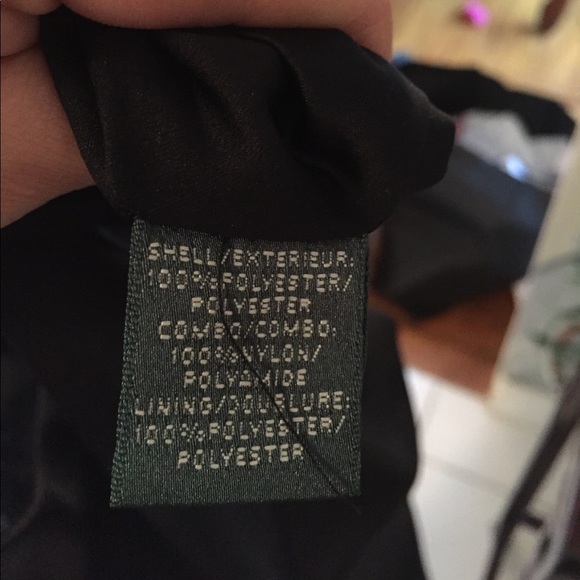 SHELL/EXTERIEUR:
100%POLYESTER/
POLYESTER
COMBO/COMBO:
100%NYLON/
POLYAMIDE
LINING/DOUBLURE:
100%POLYESTER/
POLYESTER